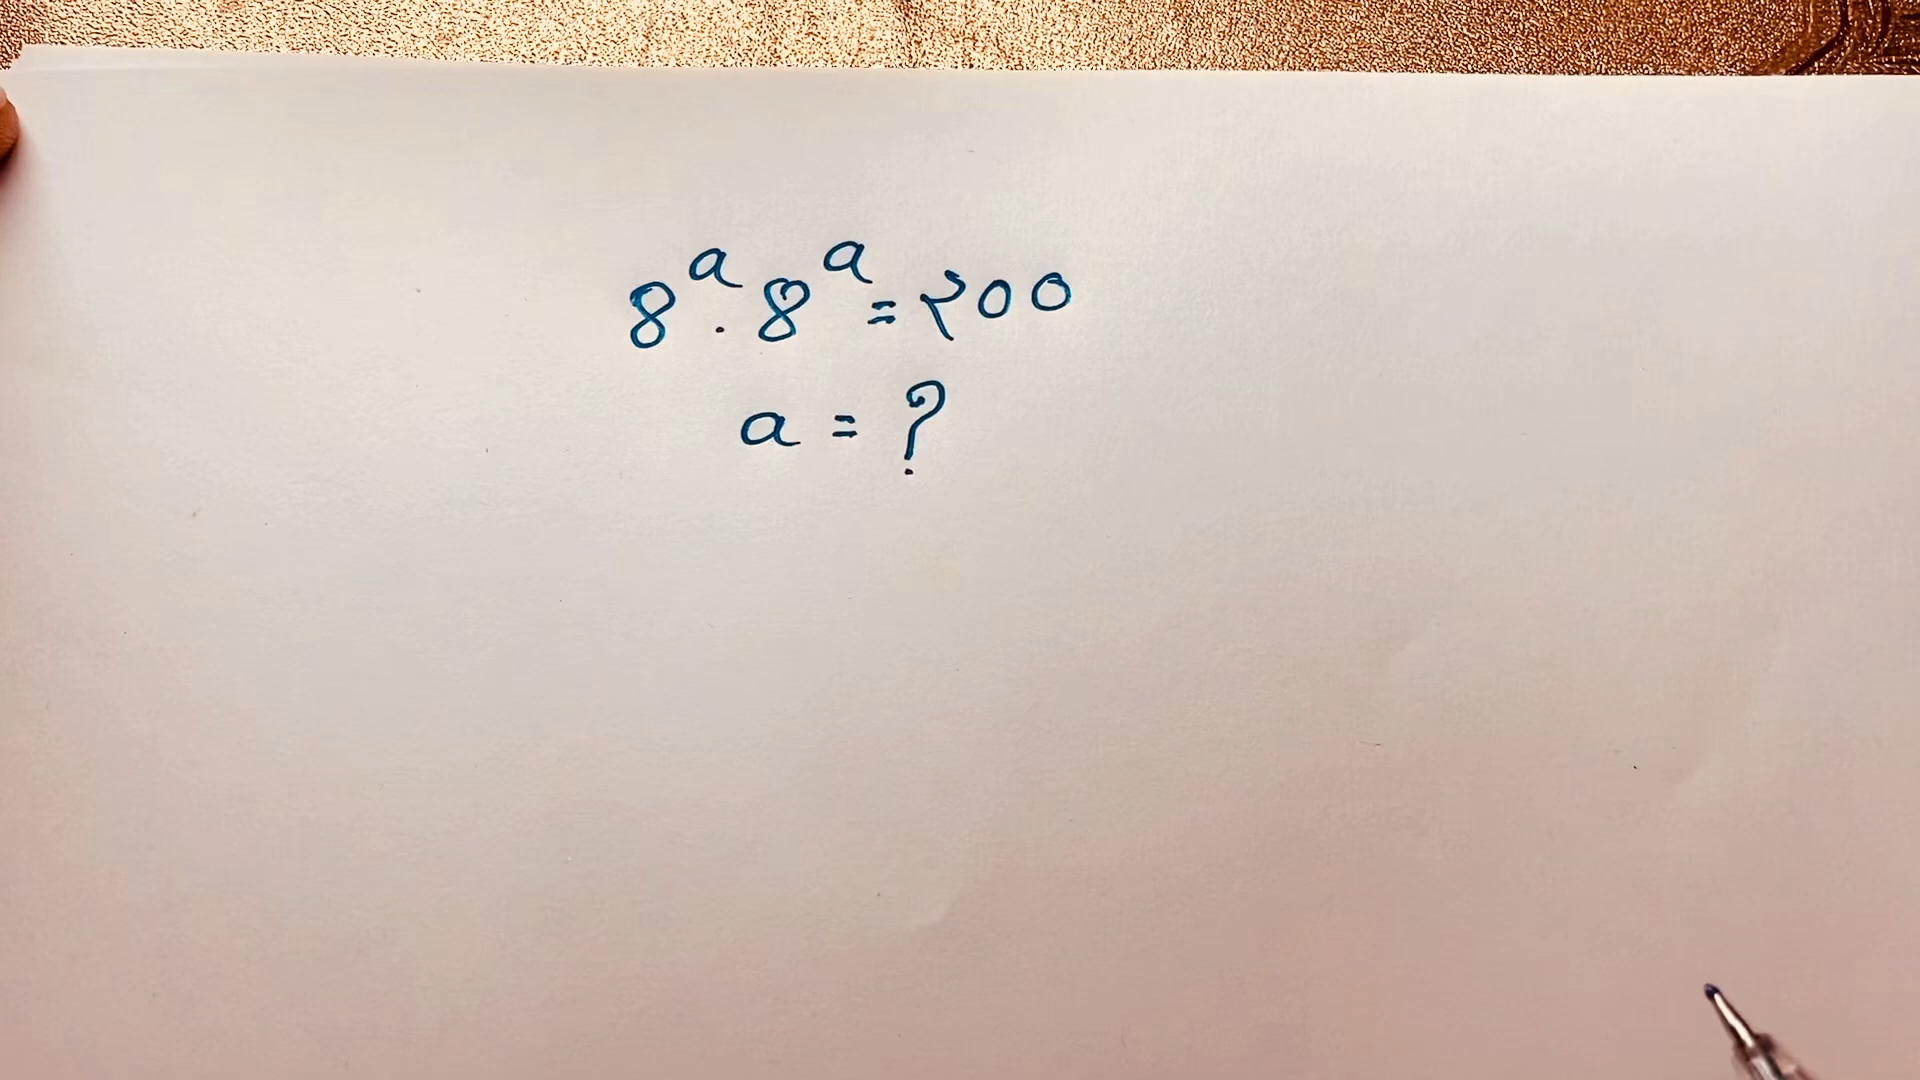 8^a · 8^a = 200
a = ?